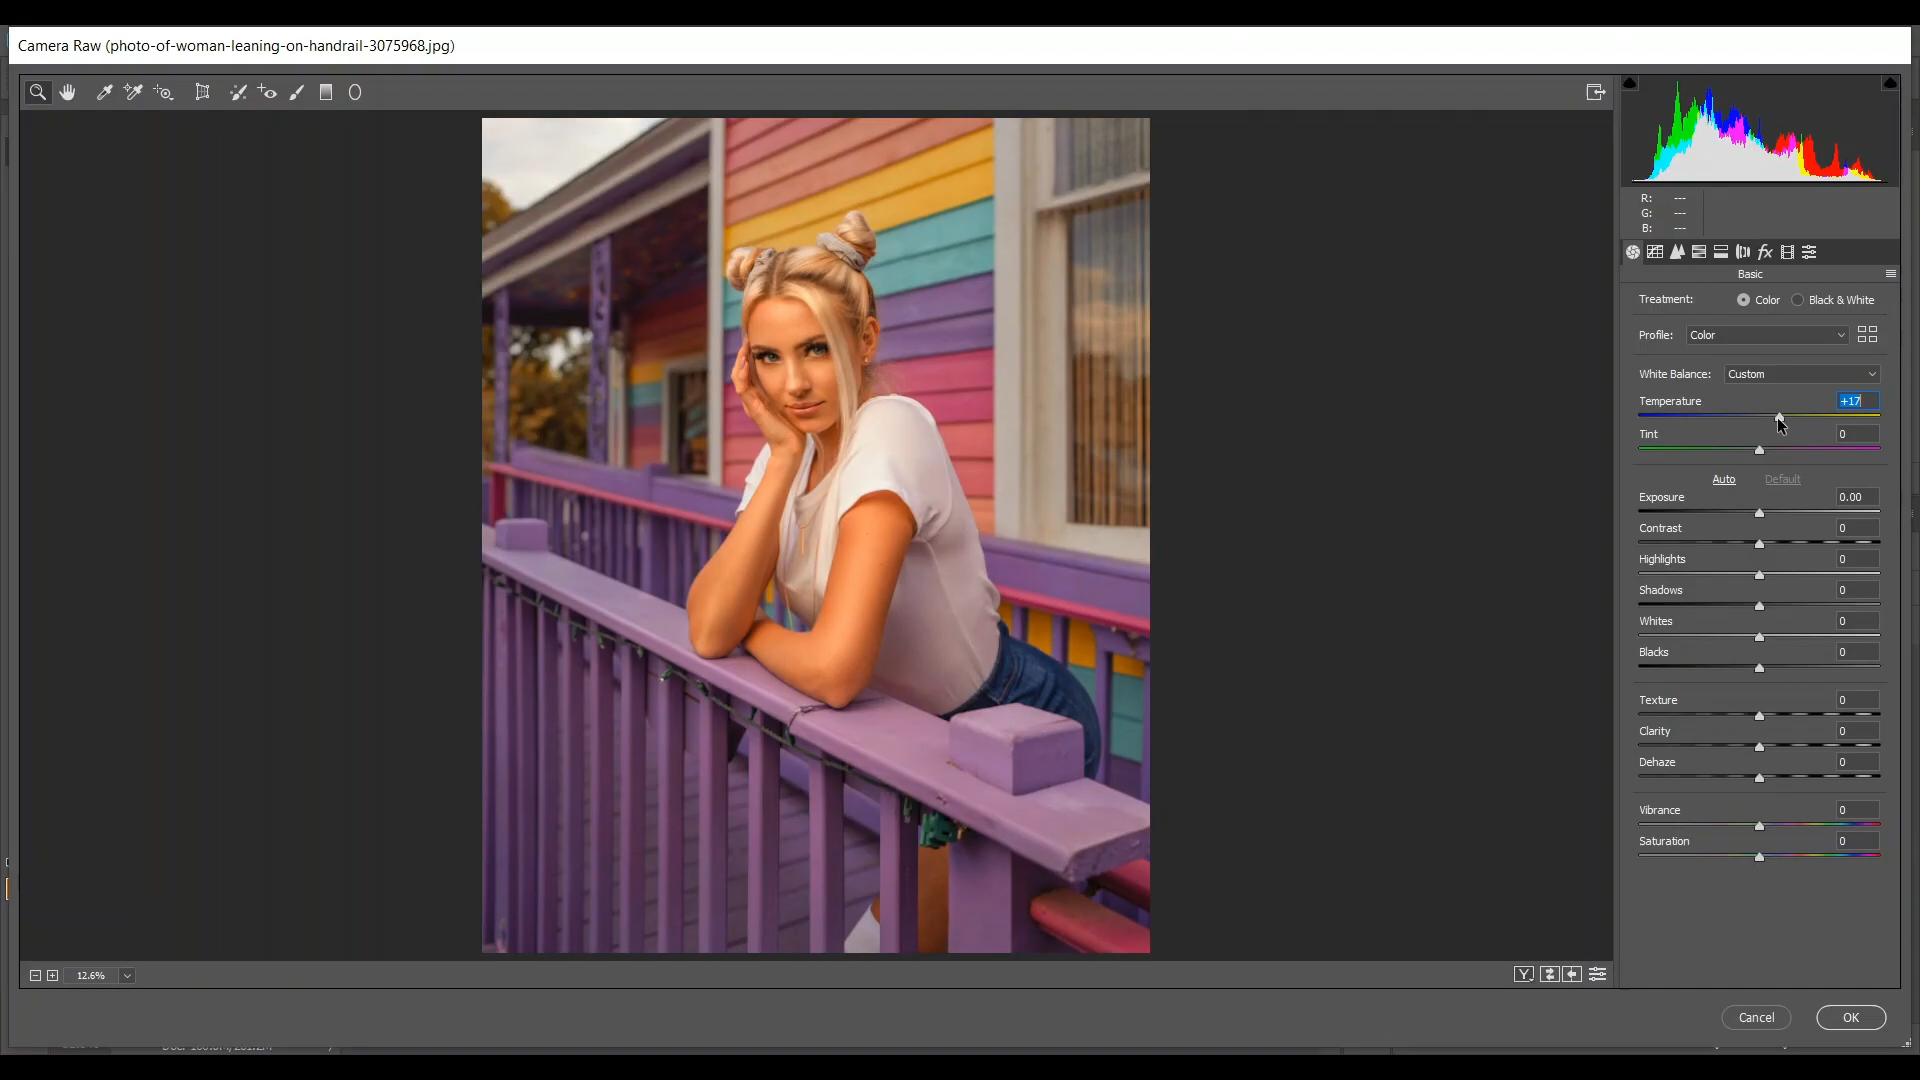 Camera Raw (photo-of-woman-leaning-on-handrail-3075968.jpg)
R: ---
G: ---
B: ---
fx
Basic
Treatment: Color Black & White
Profile: Color
White Balance: Custom
Temperature +17
Tint 0
Auto Default
Exposure 0.00
Contrast 0
Highlights 0
Shadows 0
Whites 0
Blacks 0
Texture 0
Clarity 0
Dehaze 0
Vibrance 0
Saturation 0
12.6%
Y
Cancel OK